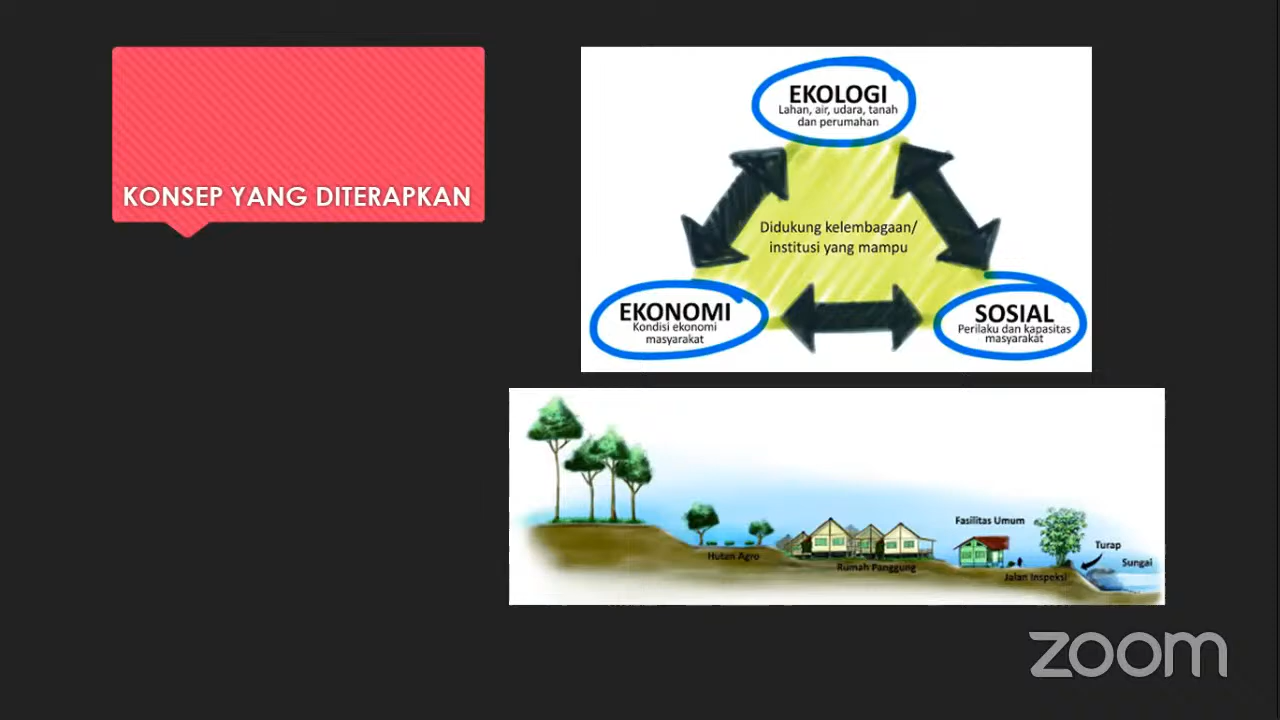 KONSEP YANG DITERAPKAN
EKOLOGI
Lahan, air, udara, tanah
dan perumahan
Didukung kelembagaan/
institusi yang mampu
EKONOMI
Kondisi ekonomi
masyarakat
SOSIAL
Perilaku dan kapasitas
masyarakat
Hutan Agro
Rumah Panggung
Fasilitas Umum
Jalan Inspeksi
Turap
Sungai
zoom